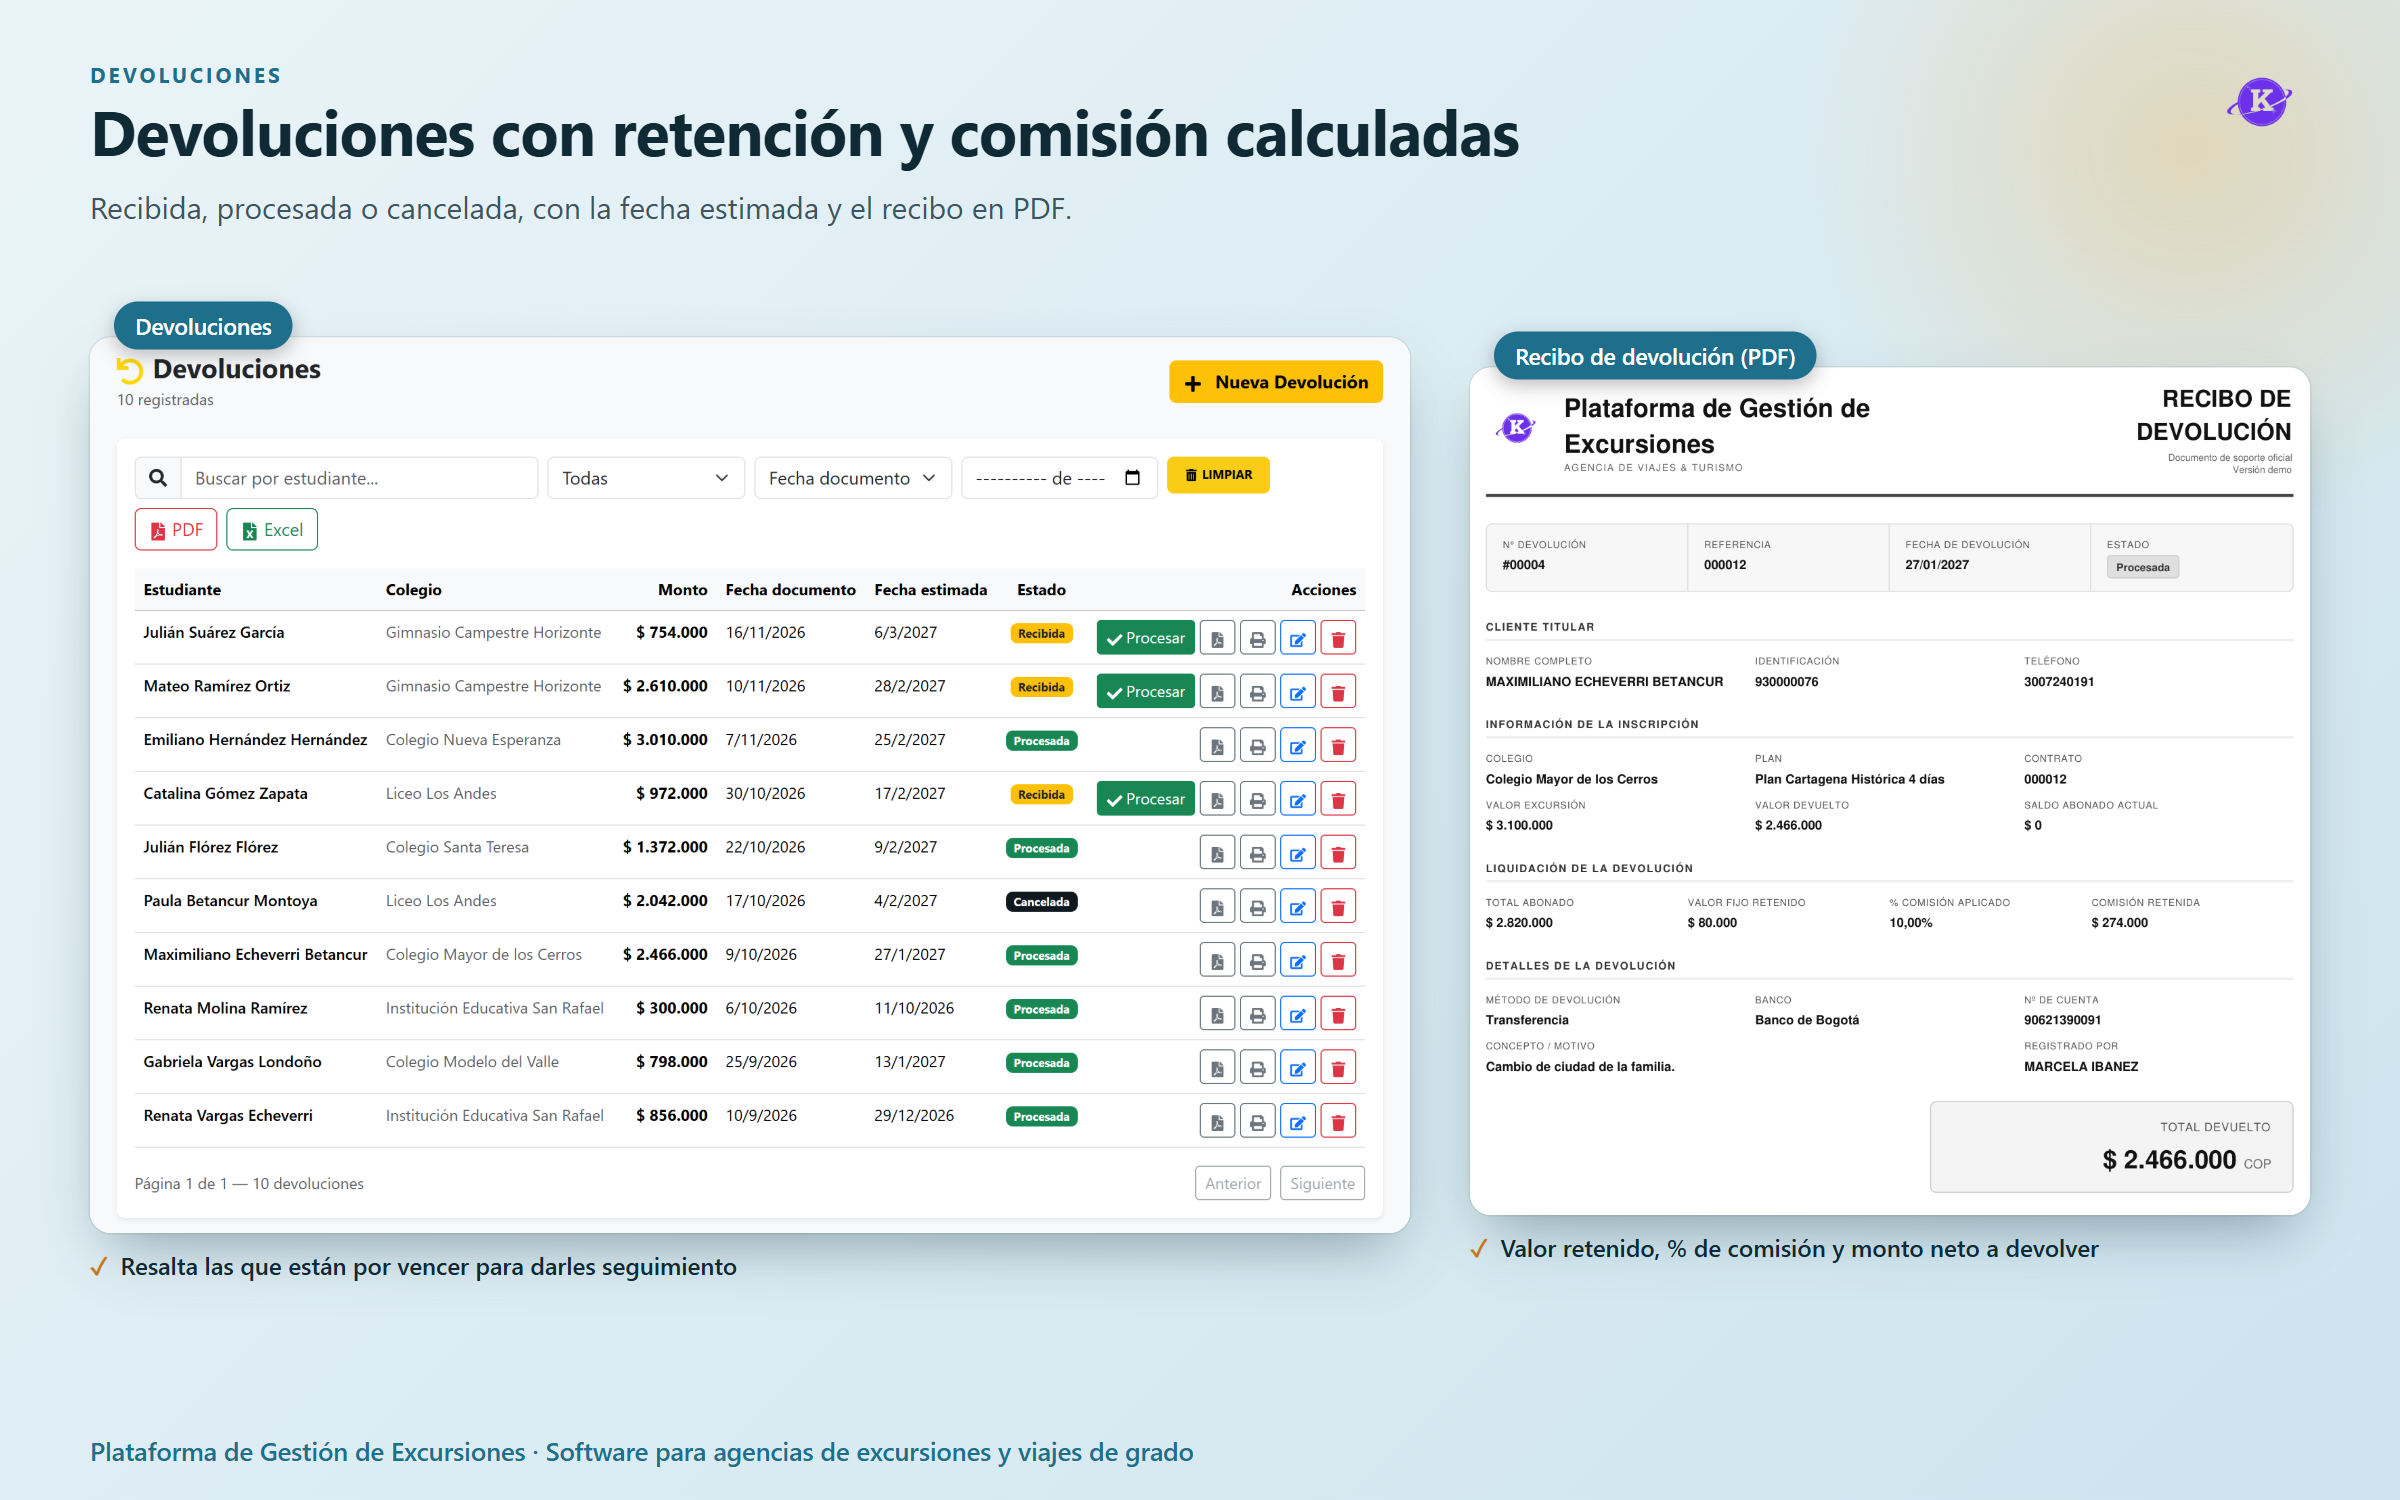 DEVOLUCIONES
Devoluciones con retención y comisión calculadas
Recibida, procesada o cancelada, con la fecha estimada y el recibo en PDF.
K
Devoluciones
Devoluciones
10 registradas
Nueva Devolución
Buscar por estudiante...
Todas
Fecha documento
---------- de ----
LIMPIAR
PDF
Excel
Estudiante Colegio Monto Fecha documento Fecha estimada Estado Acciones
Julián Suárez García Gimnasio Campestre Horizonte $ 754.000 16/11/2026 6/3/2027 Recibida Procesar
Mateo Ramírez Ortiz Gimnasio Campestre Horizonte $ 2.610.000 10/11/2026 28/2/2027 Recibida Procesar
Emiliano Hernández Hernández Colegio Nueva Esperanza $ 3.010.000 7/11/2026 25/2/2027 Procesada
Catalina Gómez Zapata Liceo Los Andes $ 972.000 30/10/2026 17/2/2027 Recibida Procesar
Julián Flórez Flórez Colegio Santa Teresa $ 1.372.000 22/10/2026 9/2/2027 Procesada
Paula Betancur Montoya Liceo Los Andes $ 2.042.000 17/10/2026 4/2/2027 Cancelada
Maximiliano Echeverri Betancur Colegio Mayor de los Cerros $ 2.466.000 9/10/2026 27/1/2027 Procesada
Renata Molina Ramírez Institución Educativa San Rafael $ 300.000 6/10/2026 11/10/2026 Procesada
Gabriela Vargas Londoño Colegio Modelo del Valle $ 798.000 25/9/2026 13/1/2027 Procesada
Renata Vargas Echeverri Institución Educativa San Rafael $ 856.000 10/9/2026 29/12/2026 Procesada
Página 1 de 1 — 10 devoluciones
Anterior
Siguiente
✓ Resalta las que están por vencer para darles seguimiento
Recibo de devolución (PDF)
K
Plataforma de Gestión de
Excursiones
AGENCIA DE VIAJES & TURISMO
RECIBO DE
DEVOLUCIÓN
Documento de soporte oficial
Versión demo
Nº DEVOLUCIÓN REFERENCIA FECHA DE DEVOLUCIÓN ESTADO
#00004 000012 27/01/2027 Procesada
CLIENTE TITULAR
NOMBRE COMPLETO IDENTIFICACIÓN TELÉFONO
MAXIMILIANO ECHEVERRI BETANCUR 930000076 3007240191
INFORMACIÓN DE LA INSCRIPCIÓN
COLEGIO PLAN CONTRATO
Colegio Mayor de los Cerros Plan Cartagena Histórica 4 días 000012
VALOR EXCURSIÓN VALOR DEVUELTO SALDO ABONADO ACTUAL
$ 3.100.000 $ 2.466.000 $ 0
LIQUIDACIÓN DE LA DEVOLUCIÓN
TOTAL ABONADO VALOR FIJO RETENIDO % COMISIÓN APLICADO COMISIÓN RETENIDA
$ 2.820.000 $ 80.000 10,00% $ 274.000
DETALLES DE LA DEVOLUCIÓN
MÉTODO DE DEVOLUCIÓN BANCO Nº DE CUENTA
Transferencia Banco de Bogotá 90621390091
CONCEPTO / MOTIVO REGISTRADO POR
Cambio de ciudad de la familia. MARCELA IBANEZ
TOTAL DEVUELTO
$ 2.466.000 COP
✓ Valor retenido, % de comisión y monto neto a devolver
Plataforma de Gestión de Excursiones · Software para agencias de excursiones y viajes de grado